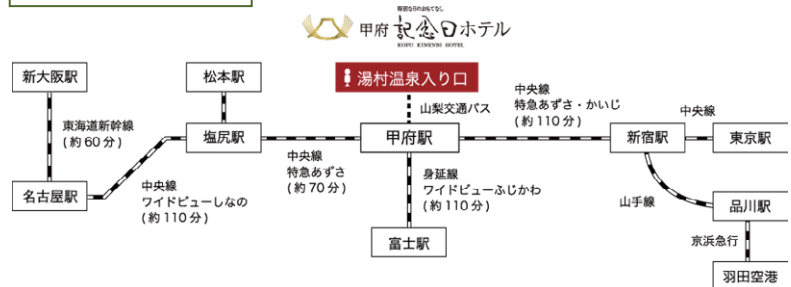 特別な日のおもてなし
甲府 記念日ホテル
KOFU KINENBI HOTEL
新大阪駅
松本駅
湯村温泉入り口
中央線
特急あずさ・かいじ
(約110分)
山梨交通バス
中央線
東海道新幹線
(約60分)
塩尻駅
甲府駅
新宿駅
東京駅
中央線
特急あずさ
(約70分)
身延線
ワイドビューふじかわ
(約110分)
名古屋駅
中央線
ワイドビューしなの
(約110分)
山手線
品川駅
富士駅
京浜急行
羽田空港